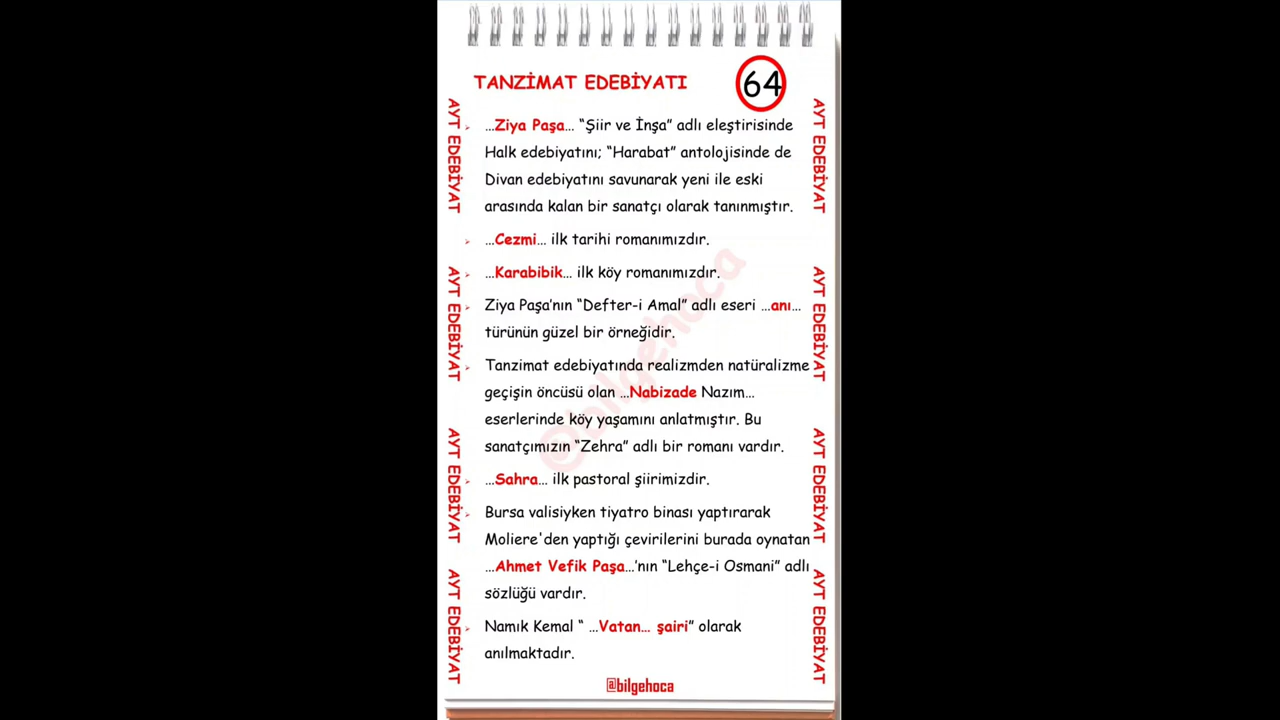 TANZİMAT EDEBİYATI
64
…Ziya Paşa… “Şiir ve İnşa” adlı eleştirisinde
Halk edebiyatını; “Harabat” antolojisinde de
Divan edebiyatını savunarak yeni ile eski
arasında kalan bir sanatçı olarak tanınmıştır.
…Cezmi… ilk tarihi romanımızdır.
…Karabibik… ilk köy romanımızdır.
Ziya Paşa’nın “Defter-i Amal” adlı eseri …anı…
türünün güzel bir örneğidir.
Tanzimat edebiyatında realizmden natüralizme
geçişin öncüsü olan …Nabizade Nazım…
eserlerinde köy yaşamını anlatmıştır. Bu
sanatçımızın “Zehra” adlı bir romanı vardır.
…Sahra… ilk pastoral şiirimizdir.
Bursa valisiyken tiyatro binası yaptırarak
Moliere'den yaptığı çevirilerini burada oynatan
…Ahmet Vefik Paşa…’nın “Lehçe-i Osmani” adlı
sözlüğü vardır.
Namık Kemal “ …Vatan… şairi” olarak
anılmaktadır.
@bilgehoca
@bilgehoca
AYT EDEBİYAT
AYT EDEBİYAT
AYT EDEBİYAT
AYT EDEBİYAT
AYT EDEBİYAT
AYT EDEBİYAT
AYT EDEBİYAT
AYT EDEBİYAT